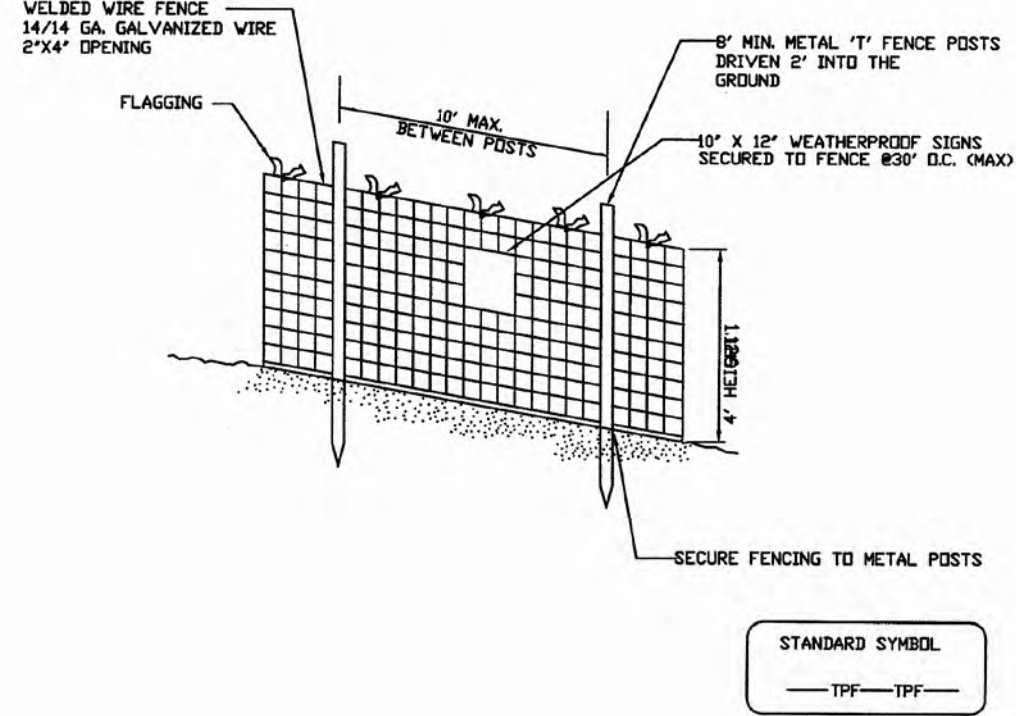 WELDED WIRE FENCE
14/14 GA. GALVANIZED WIRE
2"X4" OPENING
FLAGGING
10' MAX.
BETWEEN POSTS
8' MIN. METAL 'T' FENCE POSTS
DRIVEN 2' INTO THE
GROUND
10" X 12" WEATHERPROOF SIGNS
SECURED TO FENCE @30' O.C. (MAX)
4'
SECURE FENCING TO METAL POSTS
STANDARD SYMBOL
TPF TPF